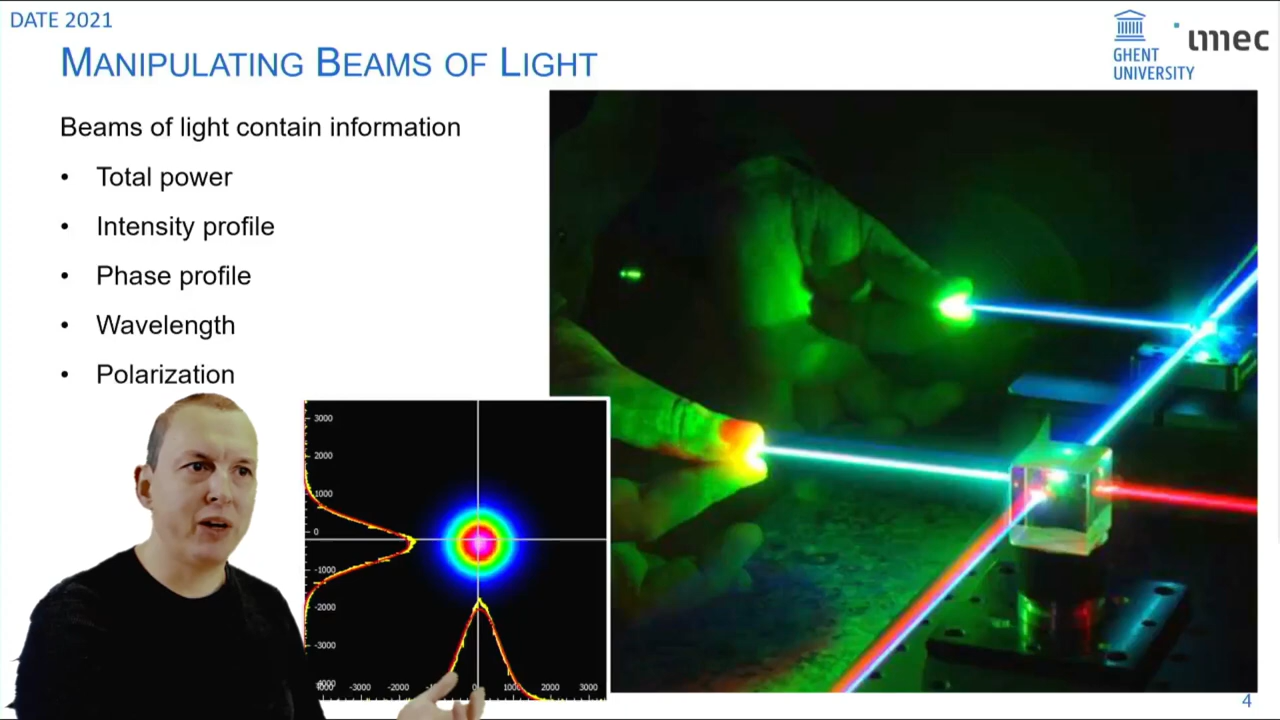 DATE 2021
MANIPULATING BEAMS OF LIGHT
GHENT
UNIVERSITY
imec
Beams of light contain information
• Total power
• Intensity profile
• Phase profile
• Wavelength
• Polarization
3000
2000
1000
0
-1000
-2000
-3000
-3000 -2000 1000 2000 3000
4